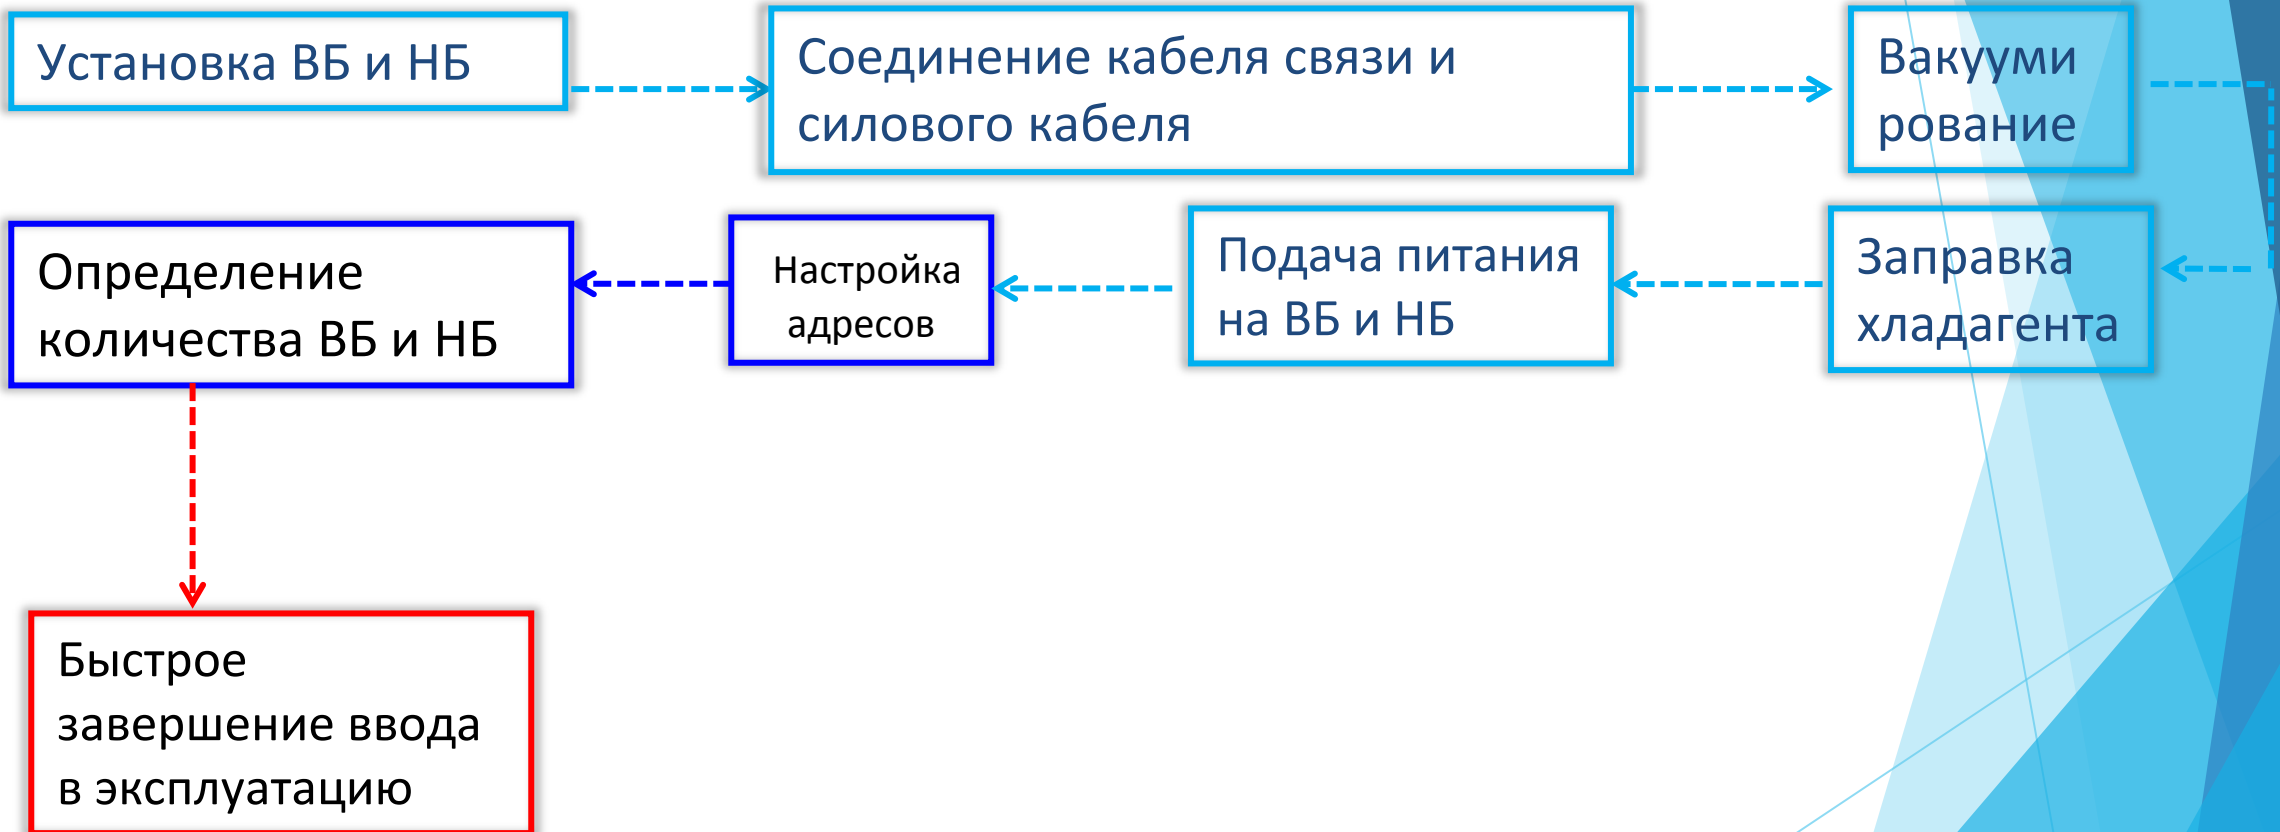 Установка ВБ и НБ
Соединение кабеля связи и
силового кабеля
Вакууми
рование
Определение
количества ВБ и НБ
Настройка
адресов
Подача питания
на ВБ и НБ
Заправка
хладагента
Быстрое
завершение ввода
в эксплуатацию